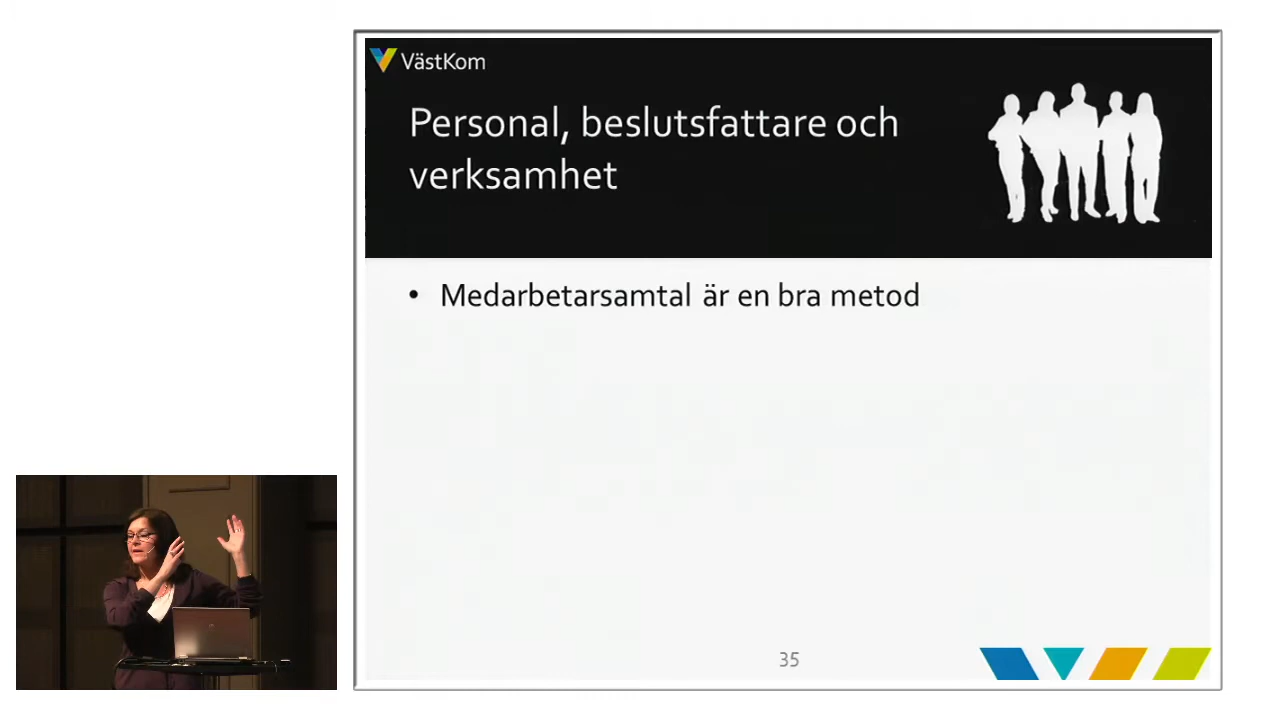 VästKom
Personal, beslutsfattare och
verksamhet
• Medarbetarsamtal är en bra metod
35